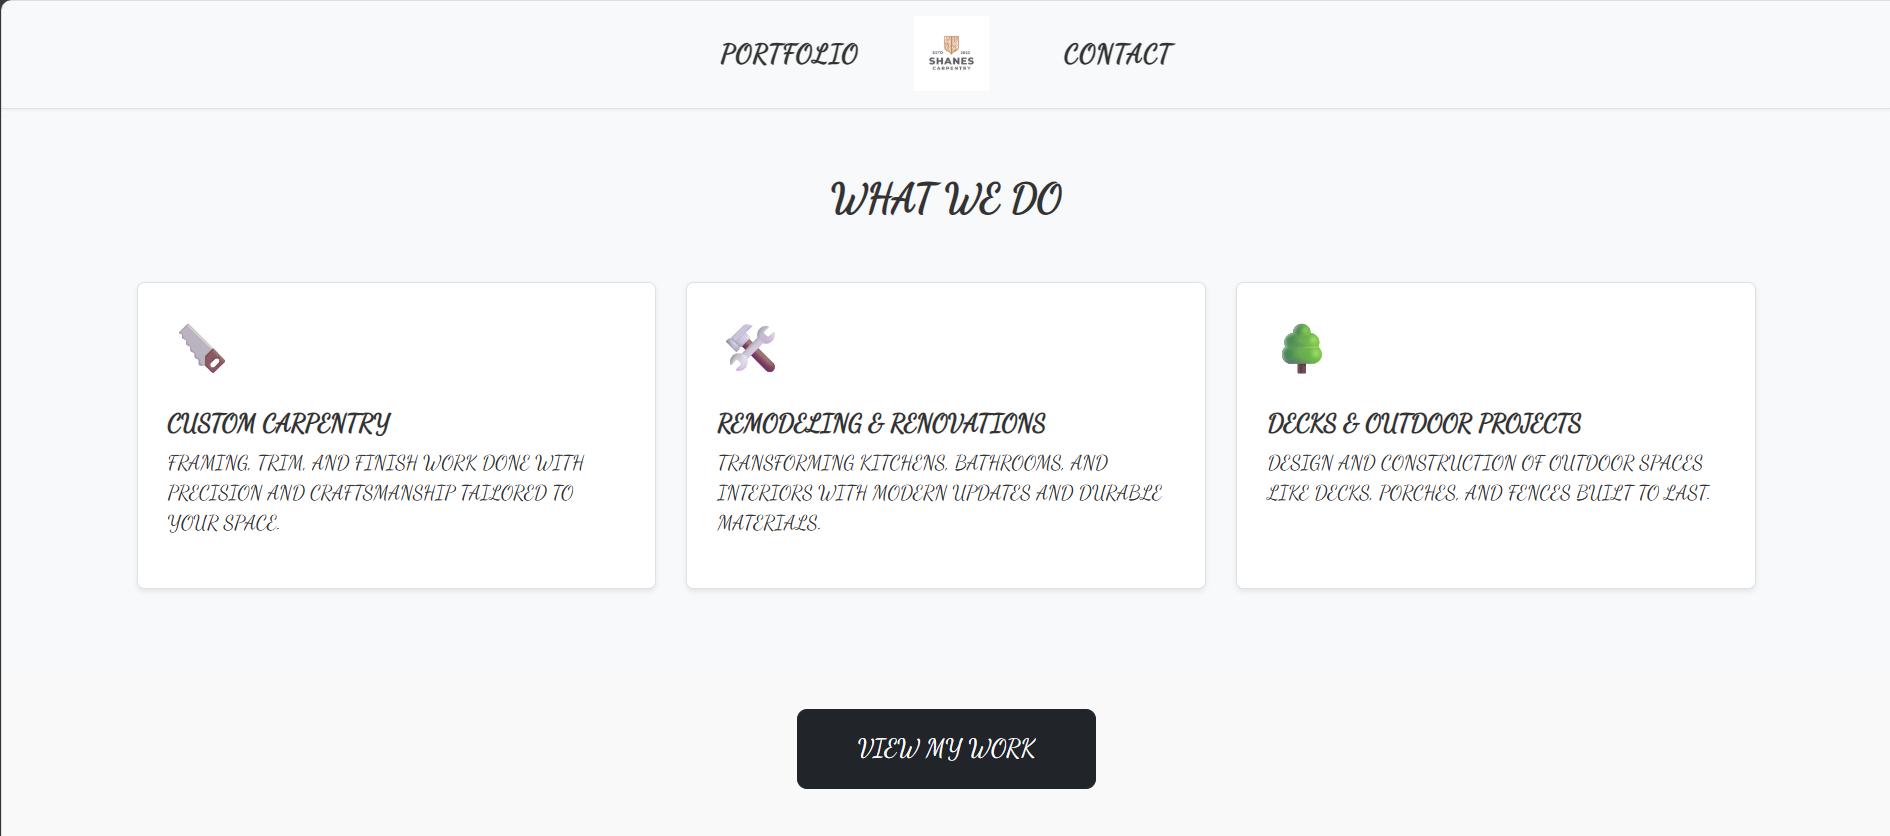 PORTFOLIO
ESTD 2022
SHANES
CARPENTRY
CONTACT
WHAT WE DO
CUSTOM CARPENTRY
FRAMING, TRIM, AND FINISH WORK DONE WITH
PRECISION AND CRAFTSMANSHIP TAILORED TO
YOUR SPACE.
REMODELING & RENOVATIONS
TRANSFORMING KITCHENS, BATHROOMS, AND
INTERIORS WITH MODERN UPDATES AND DURABLE
MATERIALS.
DECKS & OUTDOOR PROJECTS
DESIGN AND CONSTRUCTION OF OUTDOOR SPACES
LIKE DECKS, PORCHES, AND FENCES BUILT TO LAST.
VIEW MY WORK